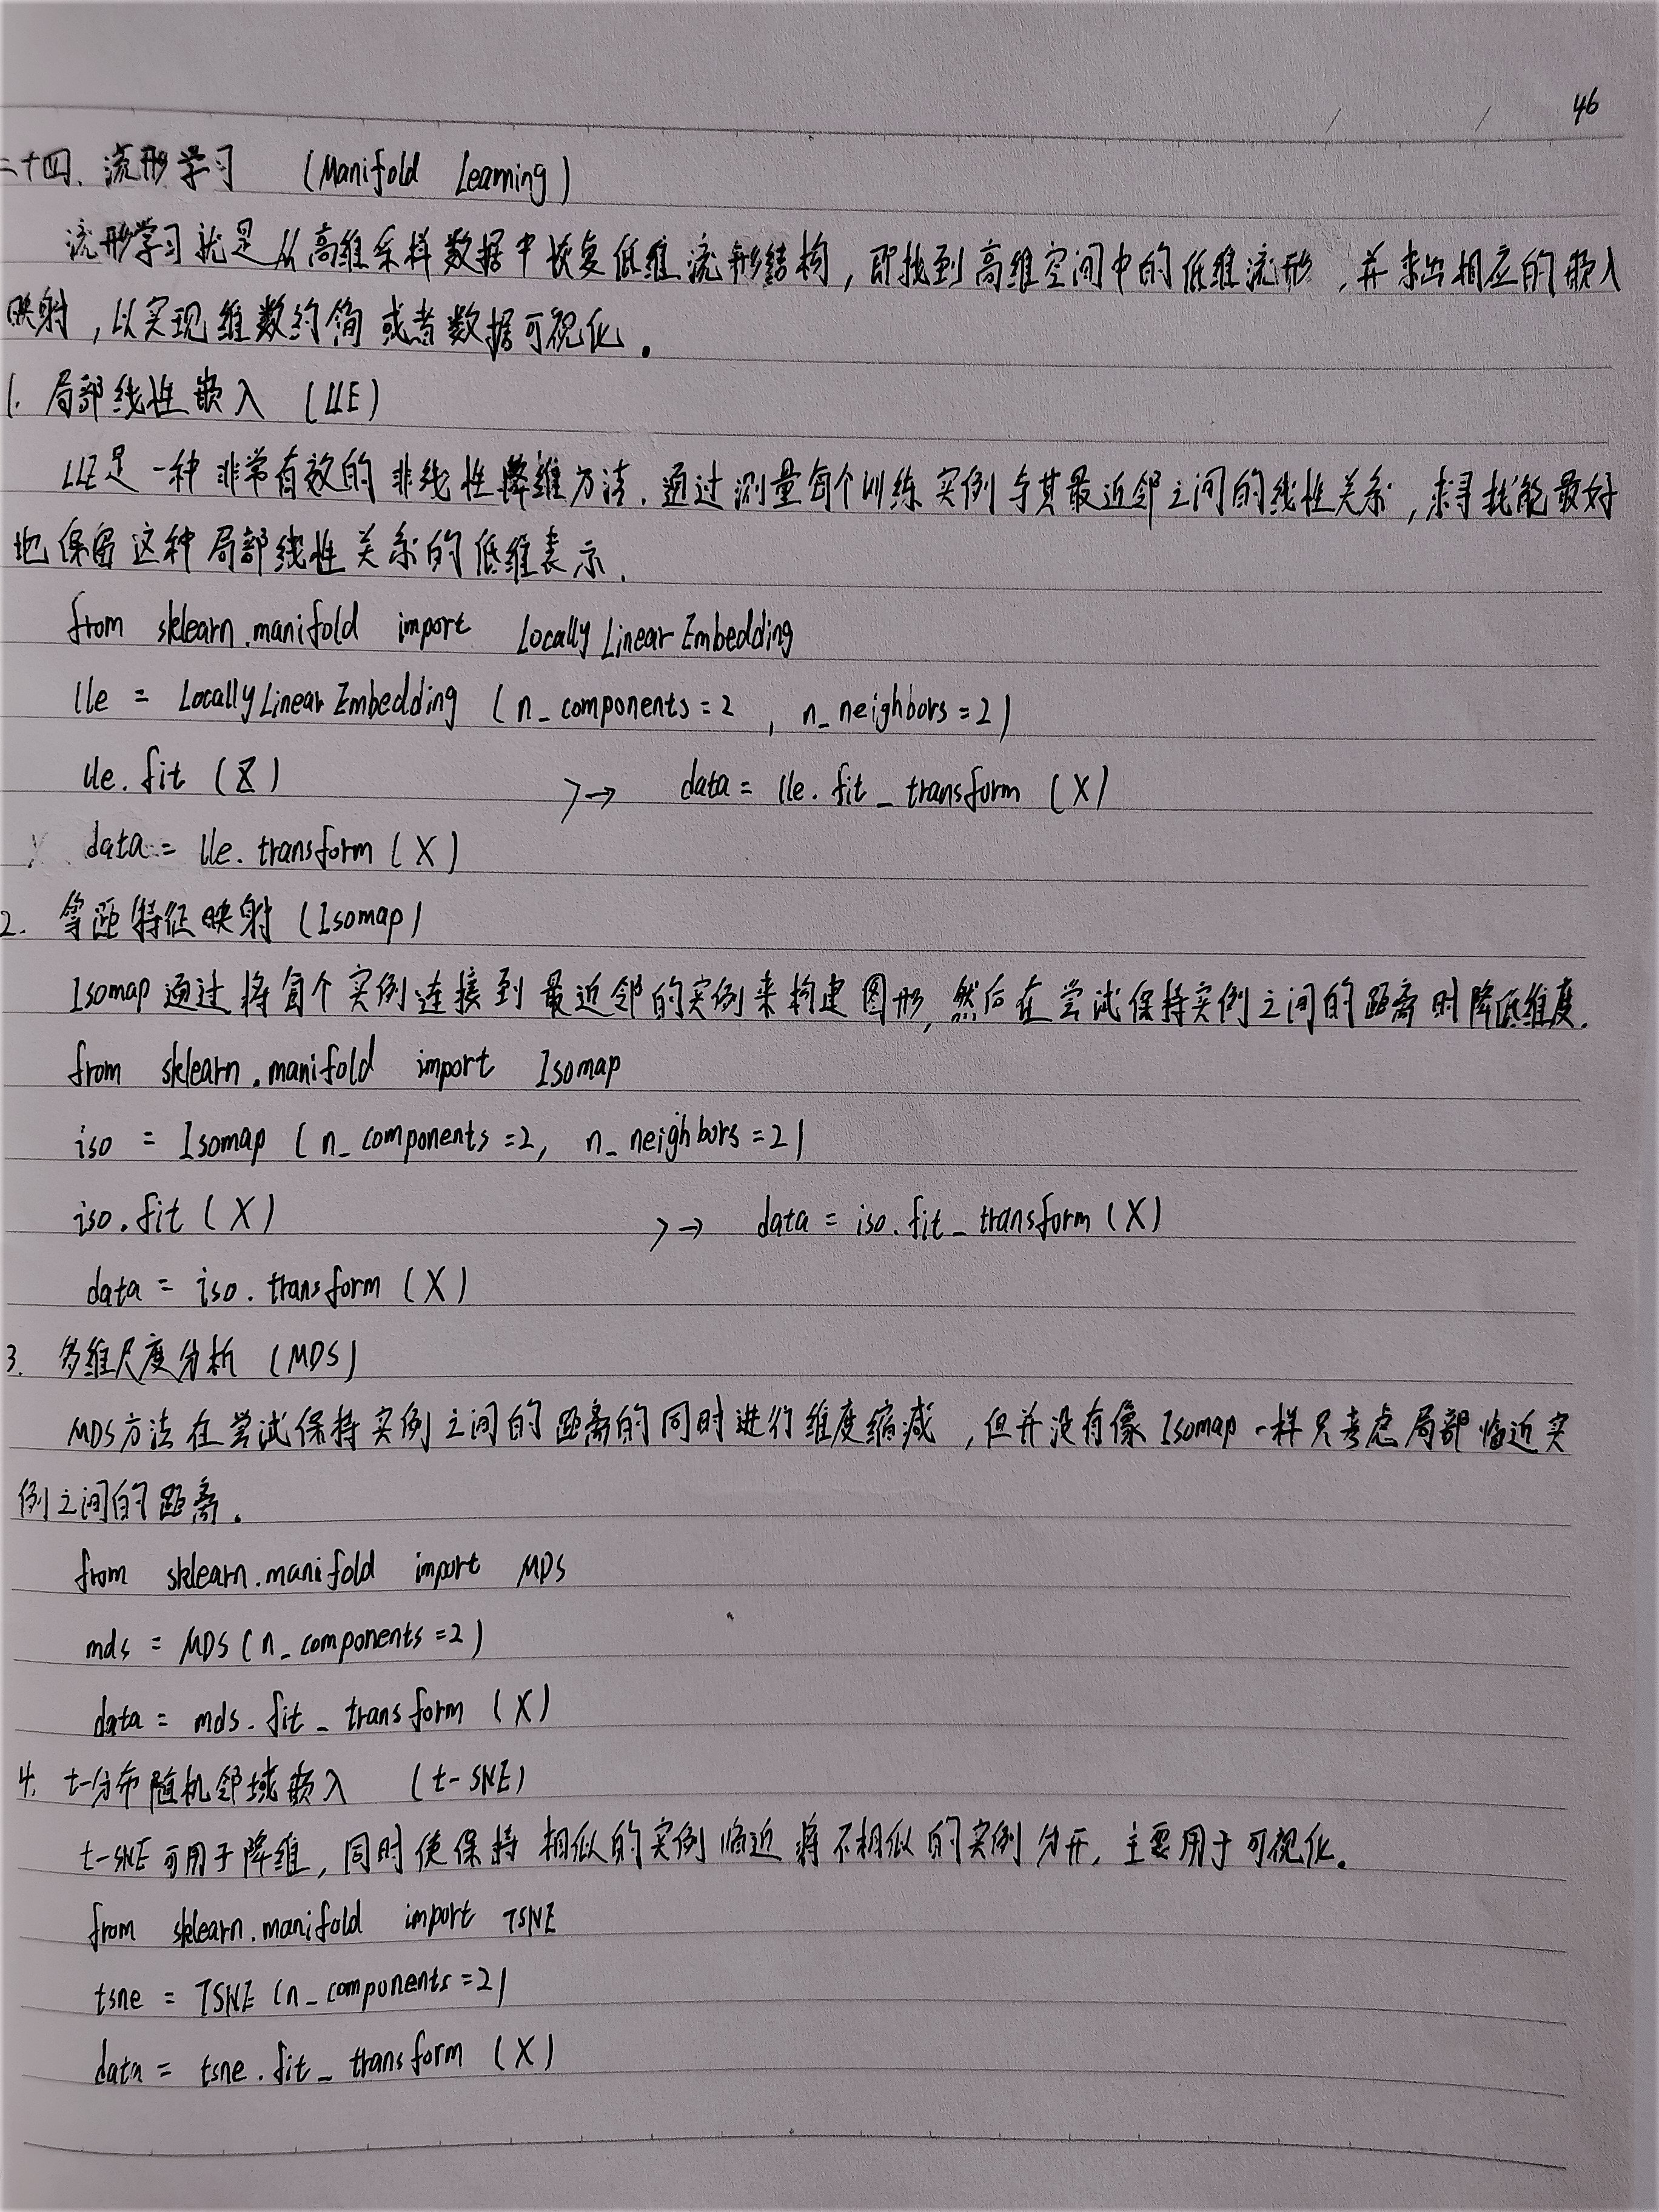 46
二十四、流形学习 (Manifold Learning)
流形学习就是从高维采样数据中恢复低维流形结构，即找到高维空间中的低维流形，并求出相应的嵌入
映射，以实现维数约简或者数据可视化。
1. 局部线性嵌入 (LLE)
LLE是一种非常有效的非线性降维方法.通过测量每个训练实例与其最近邻之间的线性关系，寻找能最好
地保留这种局部线性关系的低维表示.
from sklearn.manifold import LocallyLinearEmbedding
lle = LocallyLinearEmbedding (n_components=2, n_neighbors=2)
lle.fit (X)
>→ data = lle.fit_transform (X)
data = lle.transform (X)
2. 等距特征映射 (Isomap)
Isomap通过将每个实例连接到最近邻的实例来构建图形,然后在尝试保持实例之间的距离时降低维度.
from sklearn.manifold import Isomap
iso = Isomap (n_components=2, n_neighbors=2)
iso.fit (X)
>→ data = iso.fit_transform (X)
data = iso.transform (X)
3. 多维尺度分析 (MDS)
MDS方法在尝试保持实例之间的距离的同时进行维度缩减，但并没有像Isomap一样只考虑局部临近实
例之间的距离.
from sklearn.manifold import MDS
mds = MDS (n_components=2)
data = mds.fit_transform (X)
4. t-分布随机邻域嵌入 (t-SNE)
t-SNE可用于降维，同时使保持相似的实例临近将不相似的实例分开,主要用于可视化.
from sklearn.manifold import TSNE
tsne = TSNE (n_components=2)
data = tsne.fit_transform (X)